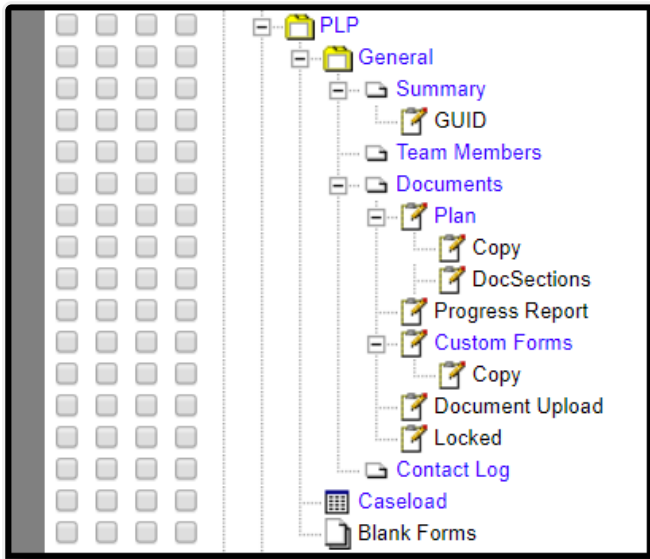 PLP
General
Summary
GUID
Team Members
Documents
Plan
Copy
DocSections
Progress Report
Custom Forms
Copy
Document Upload
Locked
Contact Log
Caseload
Blank Forms